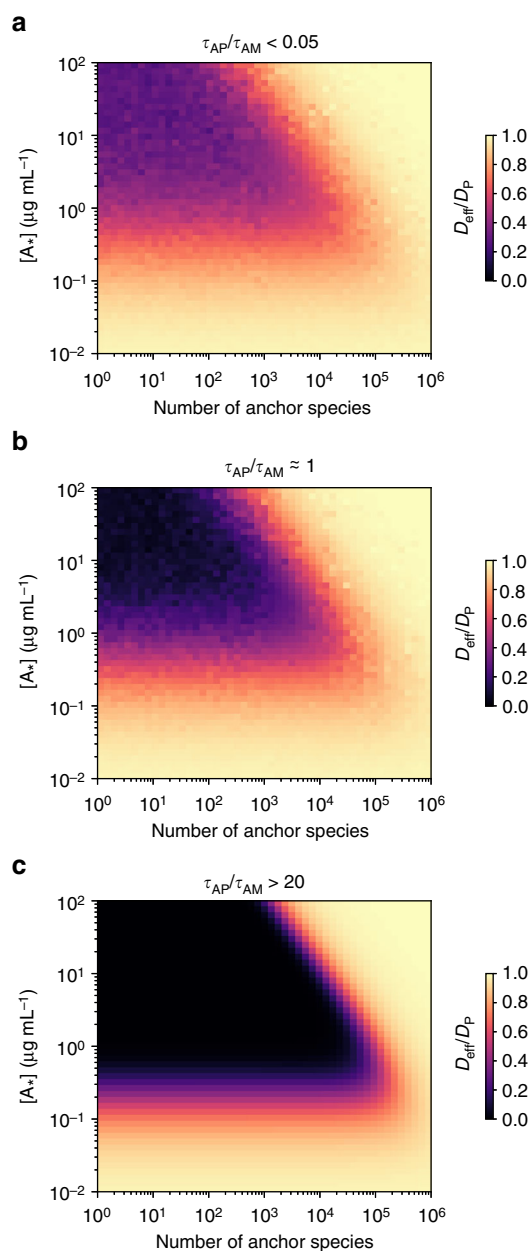 a
τAP/τAM < 0.05
10²
10¹
10⁰
10⁻¹
10⁻²
[A*] (μg mL⁻¹)
10⁰ 10¹ 10² 10³ 10⁴ 10⁵ 10⁶
Number of anchor species
1.0
0.8
0.6
0.4
0.2
0.0
Deff/DP
b
τAP/τAM ≈ 1
10²
10¹
10⁰
10⁻¹
10⁻²
[A*] (μg mL⁻¹)
10⁰ 10¹ 10² 10³ 10⁴ 10⁵ 10⁶
Number of anchor species
1.0
0.8
0.6
0.4
0.2
0.0
Deff/DP
c
τAP/τAM > 20
10²
10¹
10⁰
10⁻¹
10⁻²
[A*] (μg mL⁻¹)
10⁰ 10¹ 10² 10³ 10⁴ 10⁵ 10⁶
Number of anchor species
1.0
0.8
0.6
0.4
0.2
0.0
Deff/DP